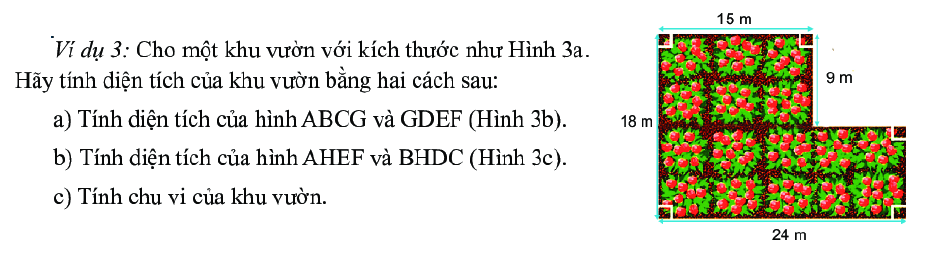 Ví dụ 3: Cho một khu vườn với kích thước như Hình 3a.
Hãy tính diện tích của khu vườn bằng hai cách sau:
a) Tính diện tích của hình ABCG và GDEF (Hình 3b).
b) Tính diện tích của hình AHEF và BHDC (Hình 3c).
c) Tính chu vi của khu vườn.
15 m
9 m
18 m
24 m